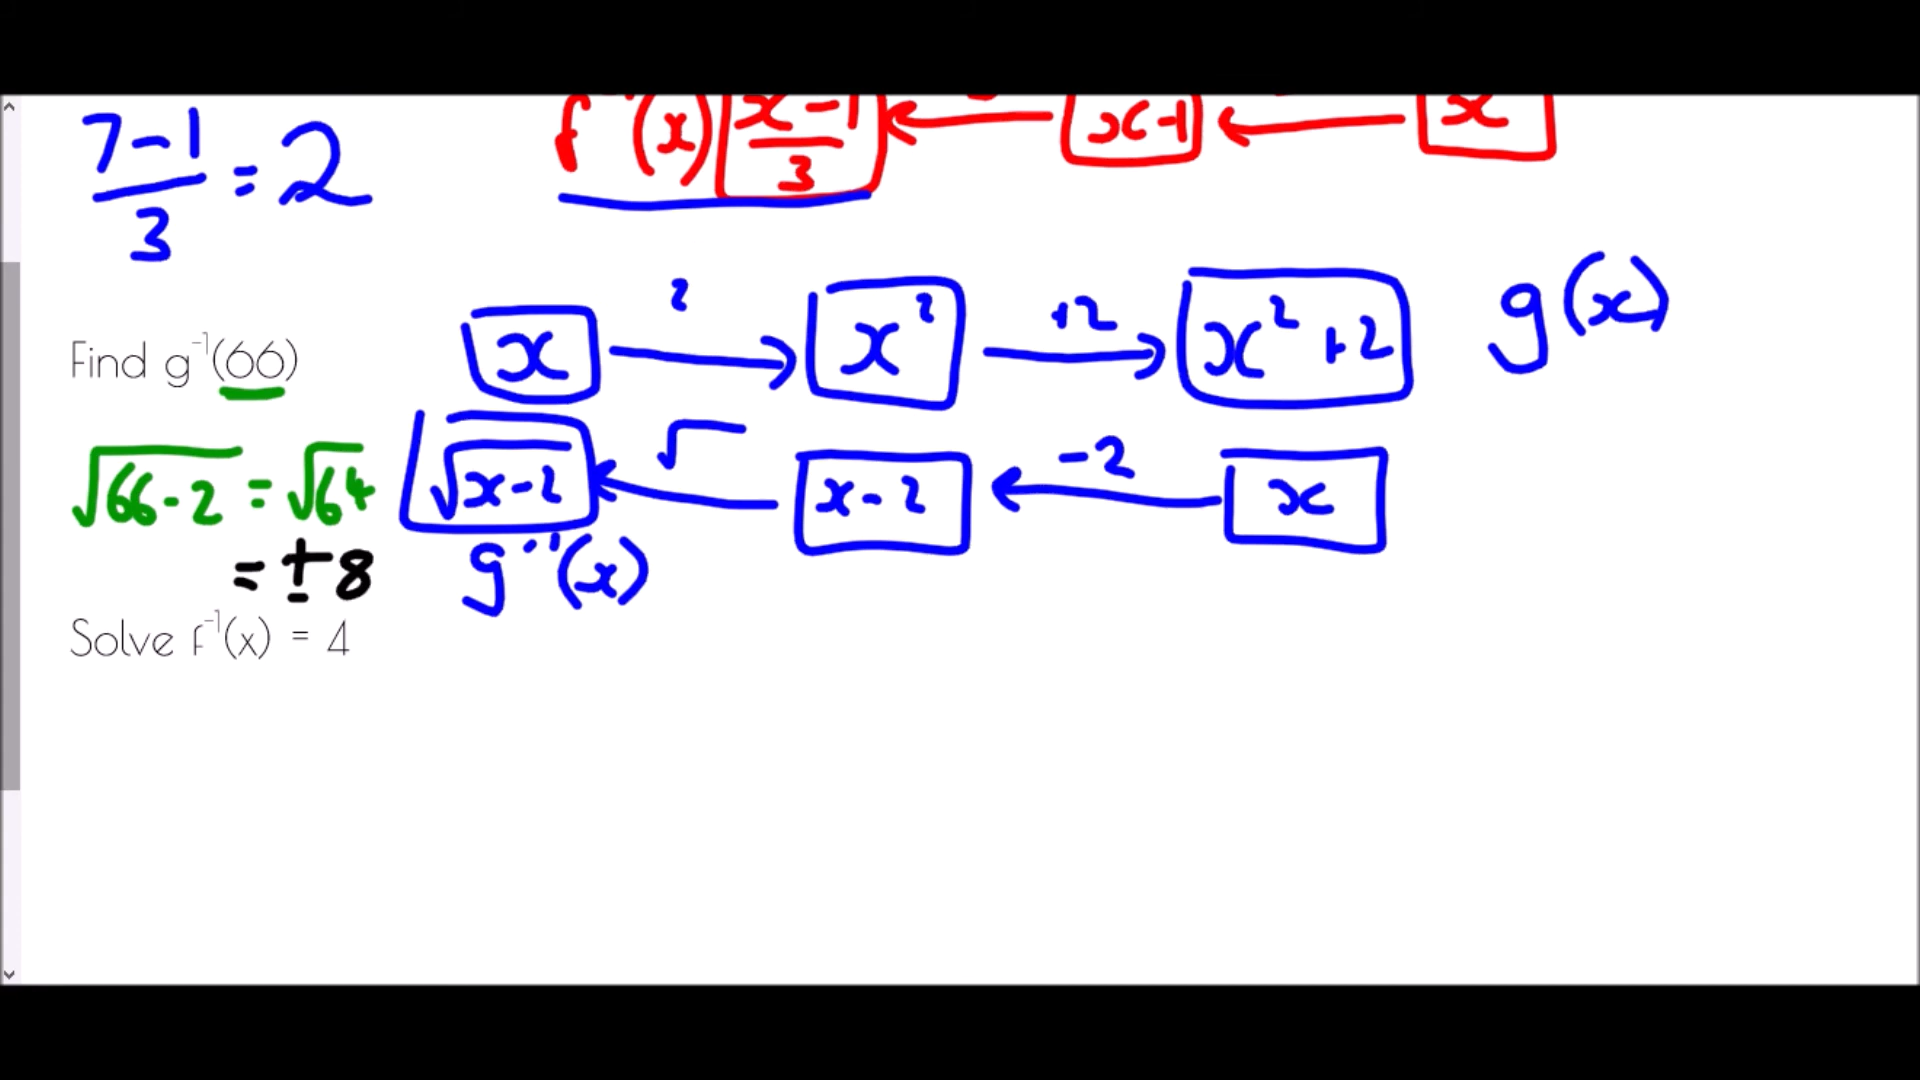 7-1/3 = 2
f⁻¹(x) x-1/3 ← x-1 ← x
x → ² x² → +2 x²+2 g(x)
Find g⁻¹(66)
√66-2 = √64
= ±8
√x-2 ← √ x-2 ← -2 x
g⁻¹(x)
Solve f⁻¹(x) = 4